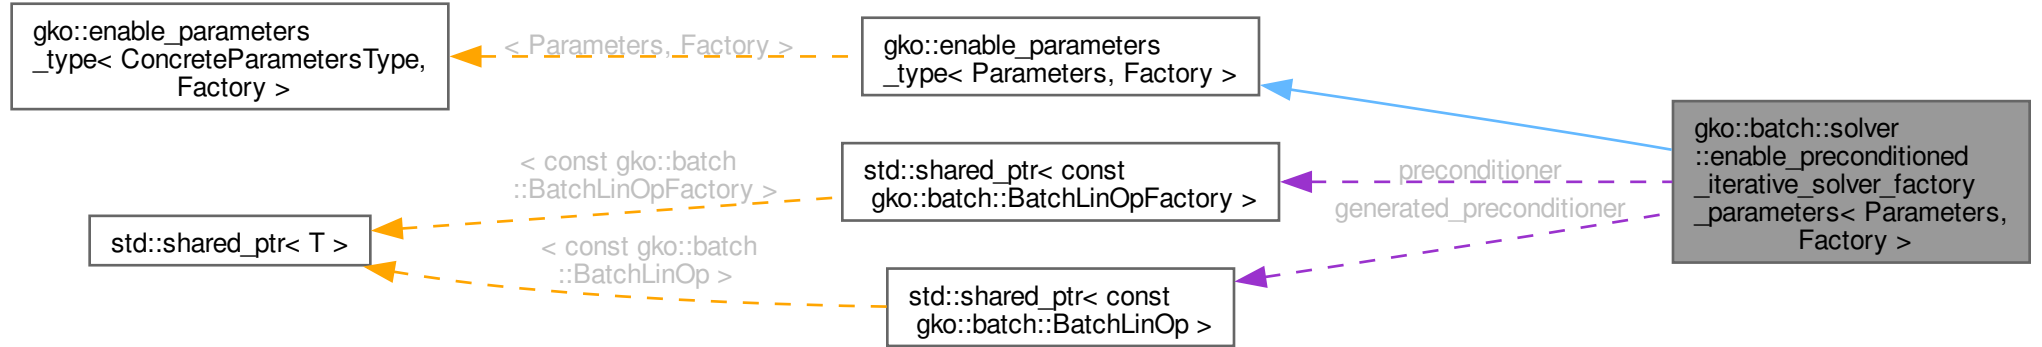 gko::enable_parameters
_type< ConcreteParametersType,
Factory >
< Parameters, Factory >
gko::enable_parameters
_type< Parameters, Factory >
gko::batch::solver
::enable_preconditioned
_iterative_solver_factory
_parameters< Parameters,
Factory >
std::shared_ptr< T >
< const gko::batch
::BatchLinOpFactory >
std::shared_ptr< const
gko::batch::BatchLinOpFactory >
preconditioner
generated_preconditioner
< const gko::batch
::BatchLinOp >
std::shared_ptr< const
gko::batch::BatchLinOp >